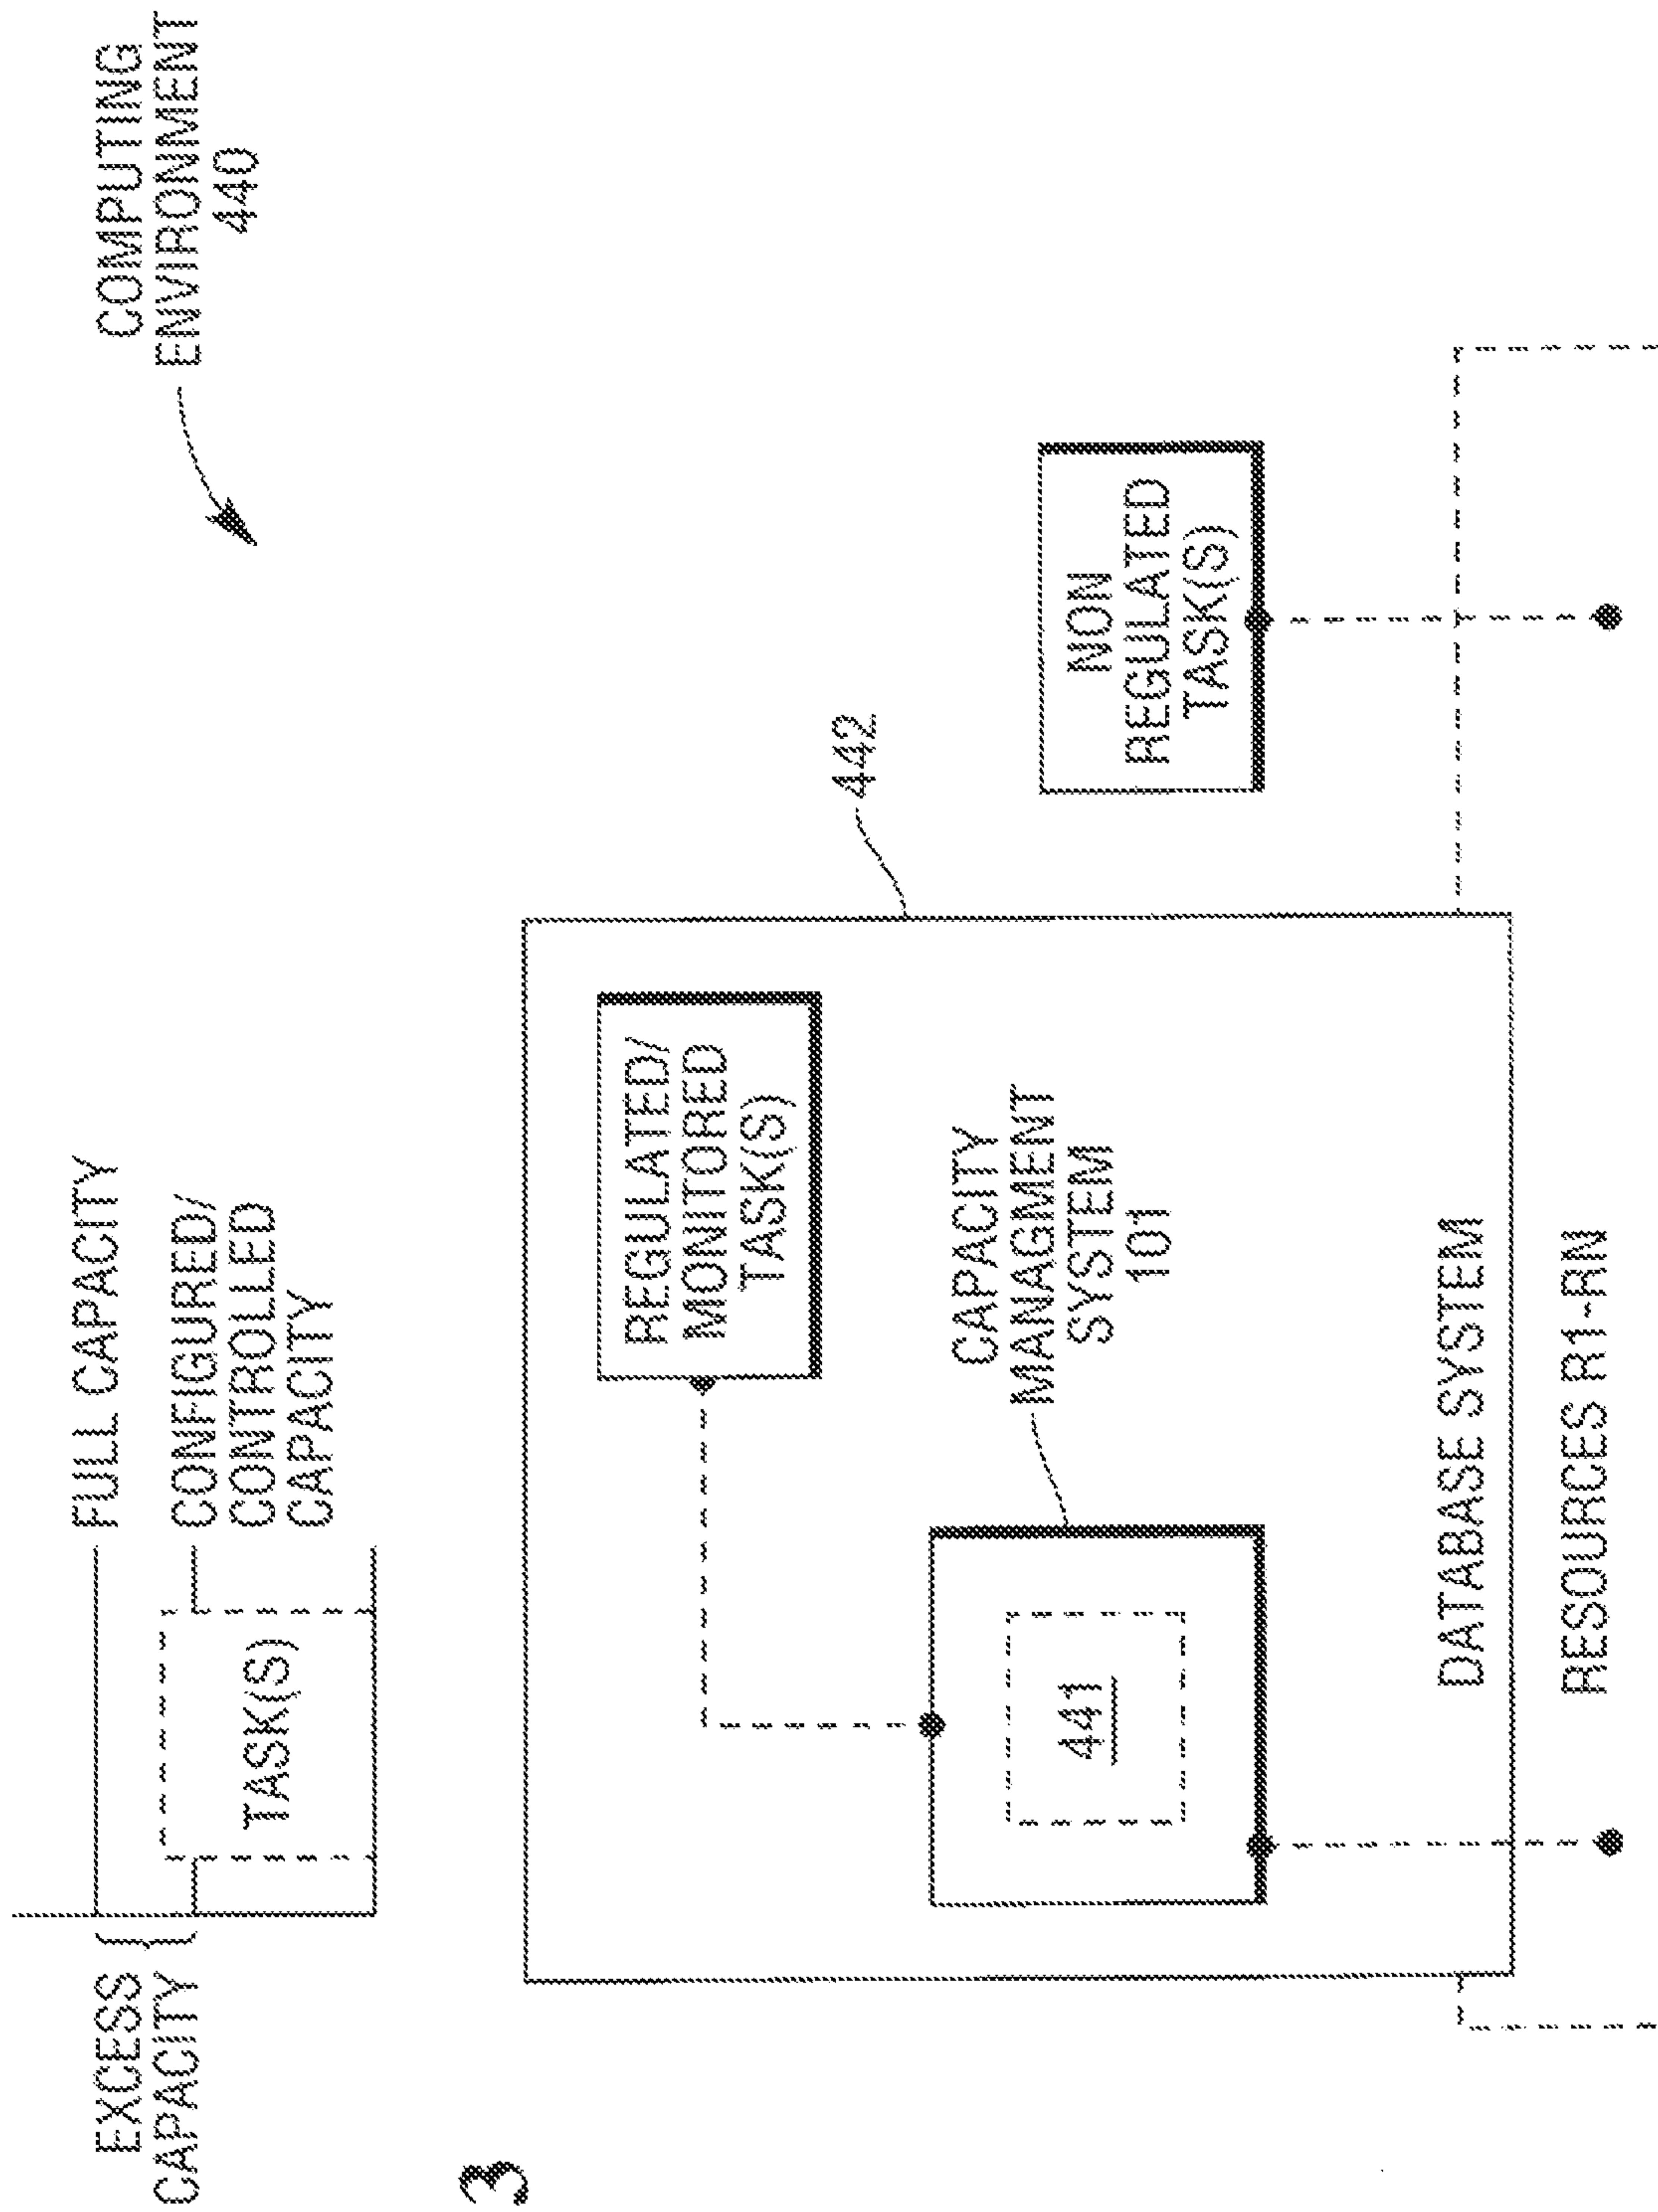 COMPUTING
ENVIRONMENT
440
FULL CAPACITY
CONFIGURED/
CONTROLLED
CAPACITY
EXCESS
CAPACITY
TASK(S)
442
REGULATED/
MONITORED
TASK(S)
NON
REGULATED
TASK(S)
CAPACITY
MANAGMENT
SYSTEM
101
441
DATABASE SYSTEM
RESOURCES R1-RN
3